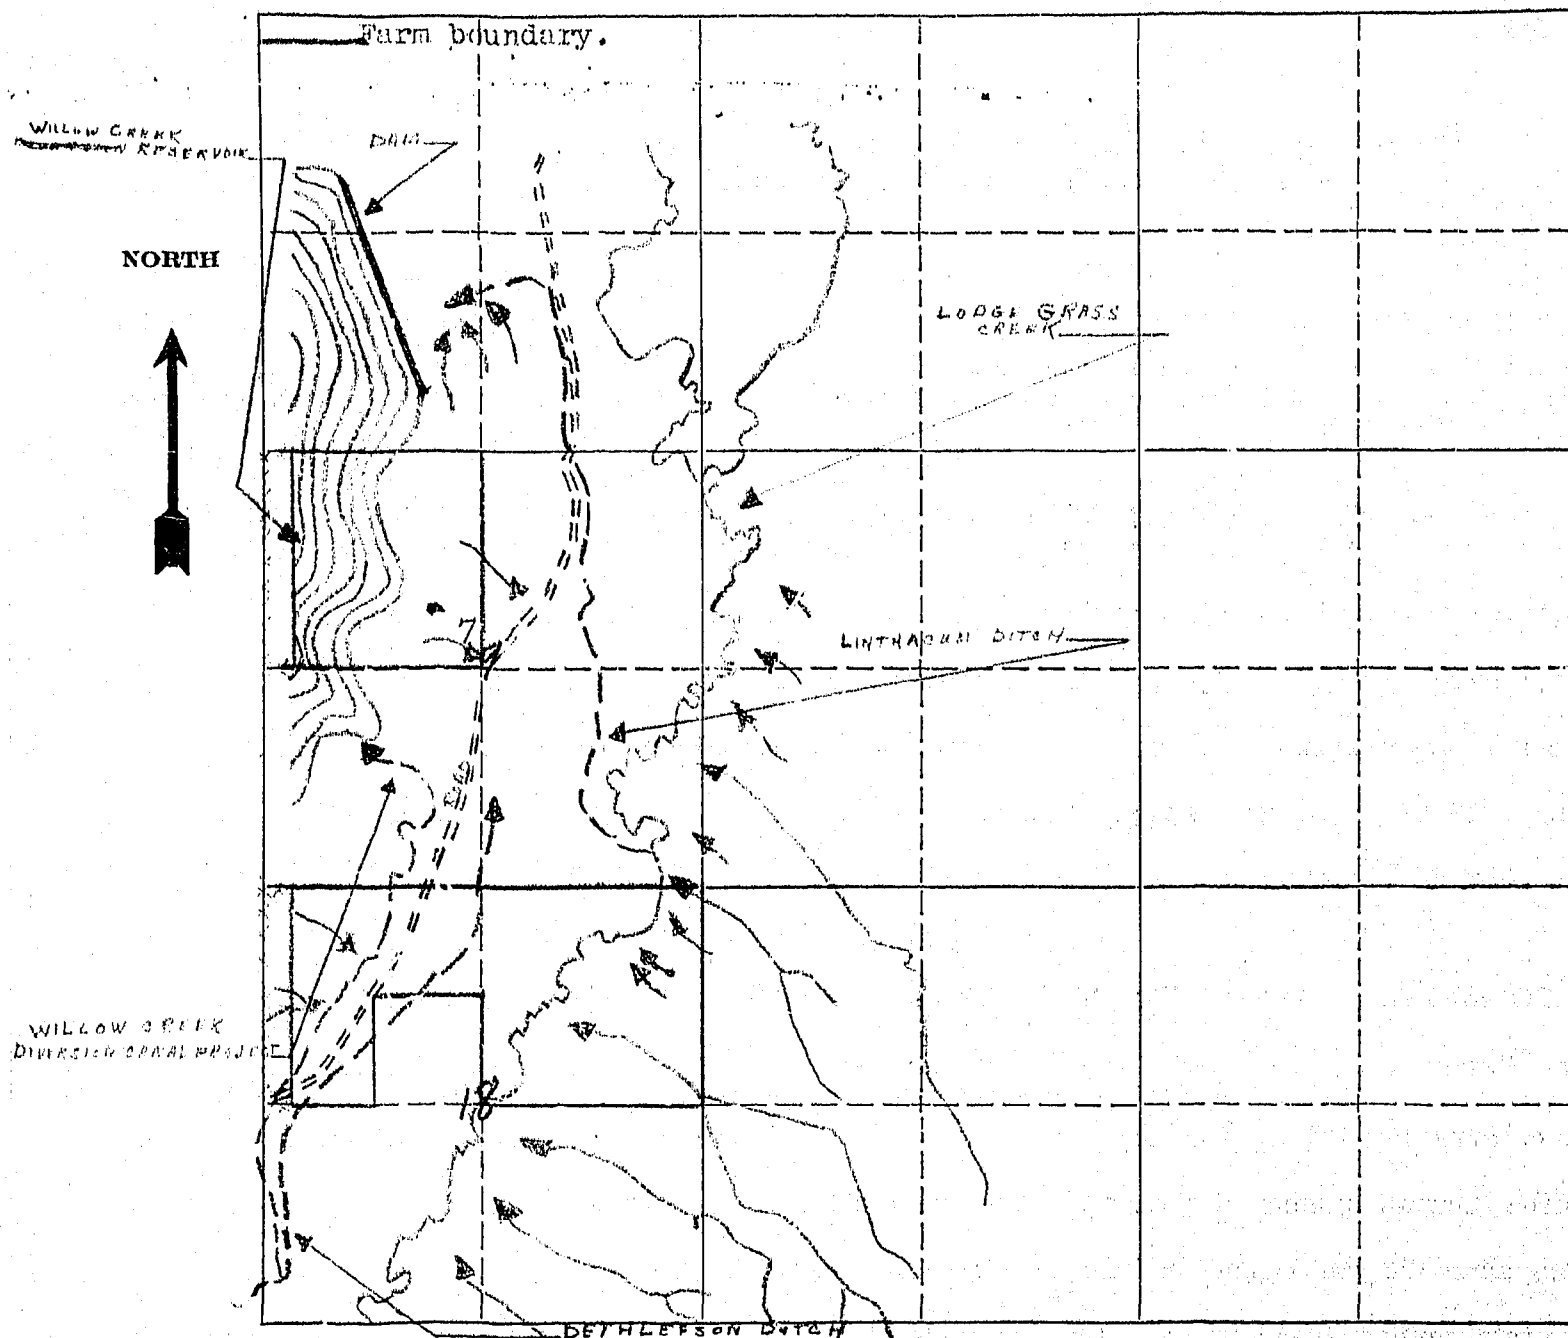 Farm boundary.
WILLOW CREEK
RESERVOIR
DAM
NORTH
LODGE GRASS
CREEK
7
LINTHACUM DITCH
WILLOW CREEK
DIVERSION CANAL PROJECT
18
DETHLEFSON DITCH